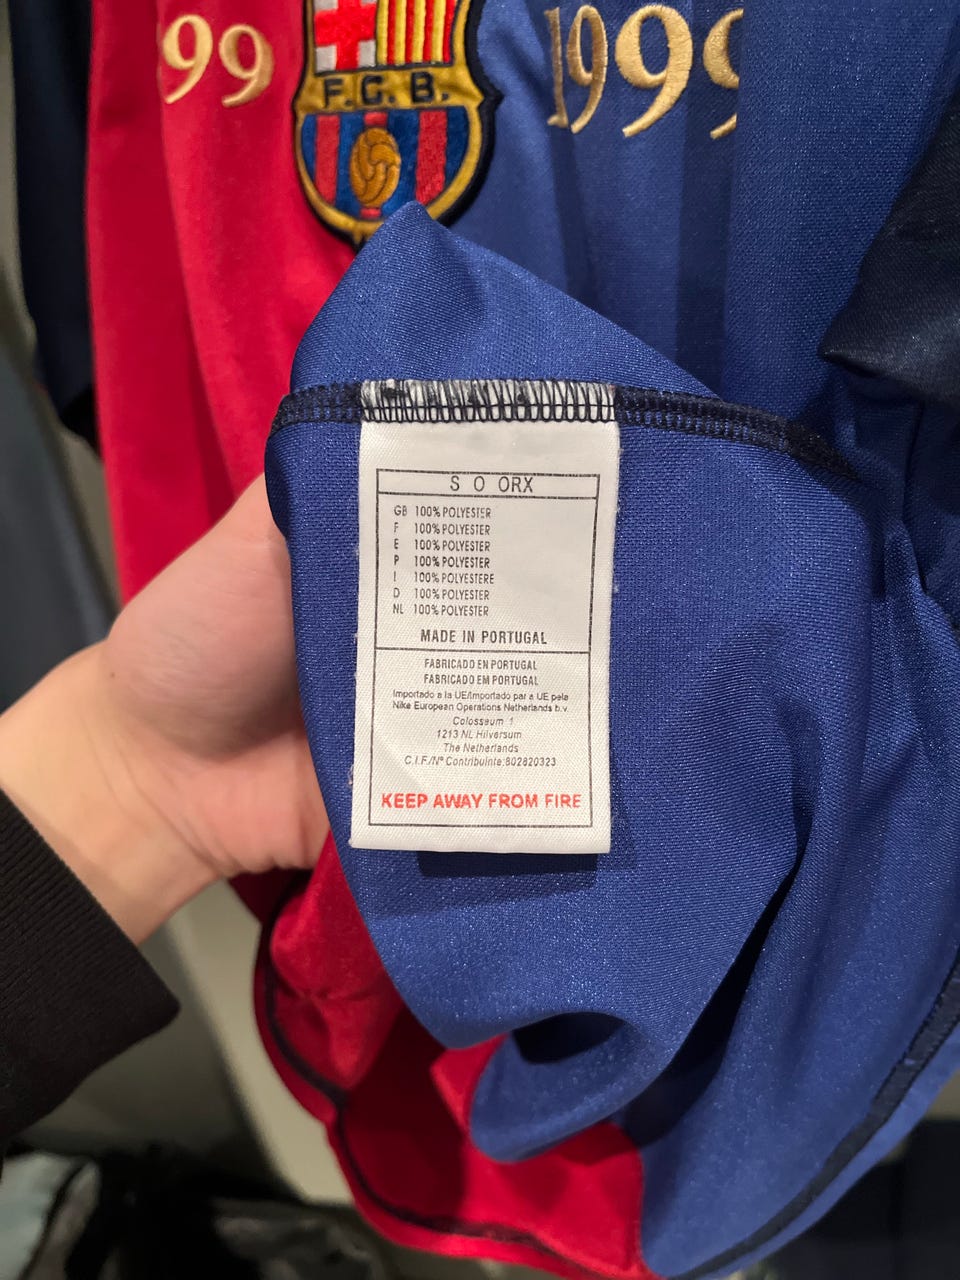 99
1999
F.C.B.
S O ORX
GB 100% POLYESTER
F 100% POLYESTER
E 100% POLYESTER
P 100% POLYESTER
I 100% POLYESTERE
D 100% POLYESTER
NL 100% POLYESTER
MADE IN PORTUGAL
FABRICADO EN PORTUGAL
FABRICADO EM PORTUGAL
Importado a la UE/Importado par a UE pela
Nike European Operations Netherlands b.v.
Colosseum 1
1213 NL Hilversum
The Netherlands
C.I.F./Nº Contribuinte:802820323
KEEP AWAY FROM FIRE